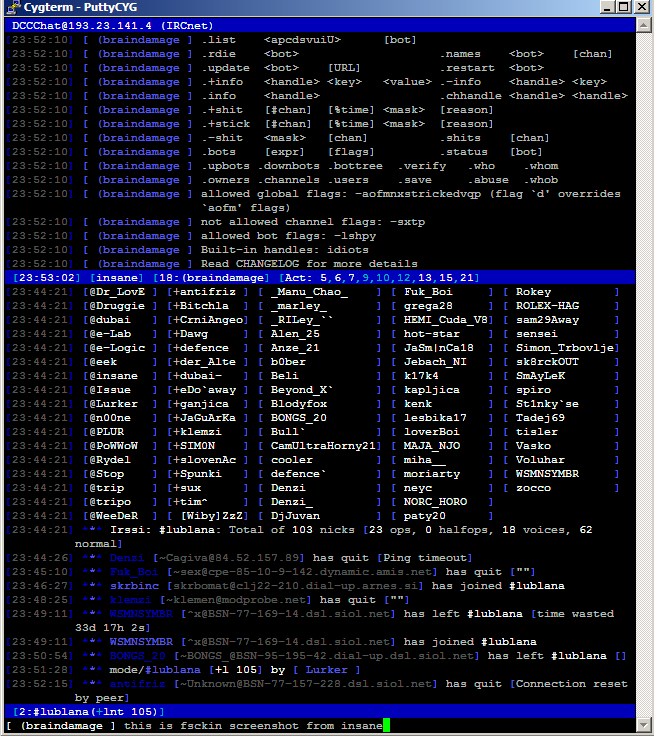 Cygterm - PuttyCYG
DCCChat@193.23.141.4 (IRCnet)
[23:52:10] [ (braindamage ] .list <apcdsvuiU> [bot]
[23:52:10] [ (braindamage ] .rdie <bot> .names <bot> [chan]
[23:52:10] [ (braindamage ] .update <bot> [URL] .restart <bot>
[23:52:10] [ (braindamage ] .+info <handle> <key> <value> .-info <handle> <key>
[23:52:10] [ (braindamage ] .info <handle> .chhandle <handle> <handle>
[23:52:10] [ (braindamage ] .+shit [#chan] [%time] <mask> [reason]
[23:52:10] [ (braindamage ] .+stick [#chan] [%time] <mask> [reason]
[23:52:10] [ (braindamage ] .-shit <mask> [chan] .shits [chan]
[23:52:10] [ (braindamage ] .bots [expr] [flags] .status [bot]
[23:52:10] [ (braindamage ] .upbots .downbots .bottree .verify .who .whom
[23:52:10] [ (braindamage ] .owners .channels .users .save .abuse .whob
[23:52:10] [ (braindamage ] allowed global flags: -aofmnxstrickedvqp (flag `d' overrides
`aofm' flags)
[23:52:10] [ (braindamage ] not allowed channel flags: -sxtp
[23:52:10] [ (braindamage ] allowed bot flags: -lshpy
[23:52:10] [ (braindamage ] Built-in handles: idiots
[23:52:10] [ (braindamage ] Read CHANGELOG for more details
[23:53:02] [insane] [18:(braindamage] [Act: 5,6,7,9,10,12,13,15,21]
[23:44:21] [@Dr_LovE ] [+antifriz ] [ _Manu_Chao_ ] [ Fuk_Boi ] [ Rokey ]
[23:44:21] [@Druggie ] [+Bitchla ] [ _marley_ ] [ grega28 ] [ ROLEX-HAG ]
[23:44:21] [@dubai ] [+CrniAngeo] [ _RILey_`` ] [ HEMI_Cuda_V8] [ sam29Away ]
[23:44:21] [@e-Lab ] [+Dawg ] [ Alen_25 ] [ hot-star ] [ sensei ]
[23:44:21] [@e-Logic ] [+defence ] [ Anze_21 ] [ JaSm|nCa18 ] [ Simon_Trbovlje]
[23:44:21] [@eek ] [+der_Alte ] [ b0ber ] [ Jebach_NI ] [ sk8rckOUT ]
[23:44:21] [@insane ] [+dubai- ] [ Beli ] [ k17k4 ] [ SmAyLeK ]
[23:44:21] [@Issue ] [+eDo`away ] [ Beyond_X` ] [ kapljica ] [ spiro ]
[23:44:21] [@Lurker ] [+ganjica ] [ Blodyfox ] [ kenk ] [ St1nky`se ]
[23:44:21] [@n00ne ] [+JaGuArKa ] [ BONGS_20 ] [ lesbika17 ] [ Tadej69 ]
[23:44:21] [@PLUR ] [+klemzi ] [ Bull` ] [ loverBoi ] [ tisler ]
[23:44:21] [@PoWWoW ] [+SIM0N ] [ CamUltraHorny21] [ MAJA_NJO ] [ Vasko ]
[23:44:21] [@Rydel ] [+slovenAc ] [ cooler ] [ miha__ ] [ Voluhar ]
[23:44:21] [@Stop ] [+Spunki ] [ defence` ] [ moriarty ] [ WSMNSYMBR ]
[23:44:21] [@trip ] [+sux ] [ Denzi ] [ neyc ] [ zocco ]
[23:44:21] [@tripo ] [+tim^ ] [ Denzi_ ] [ NORC_HORO ]
[23:44:21] [@WeeDeR ] [ [Wiby]ZzZ] [ DjJuvan ] [ paty20 ]
[23:44:21] *** Irssi: #lublana: Total of 103 nicks [23 ops, 0 halfops, 18 voices, 62
normal]
[23:44:26] *** Denzi [~Cagiva@84.52.157.89] has quit [Ping timeout]
[23:45:10] *** Fuk_Boi [~sex@cpe-85-10-9-142.dynamic.amis.net] has quit [""]
[23:46:27] *** skrbinc [skrbomat@clj22-210.dial-up.arnes.si] has joined #lublana
[23:48:25] *** klemzi [~klemen@modprobe.net] has quit [""]
[23:49:11] *** WSMNSYMBR [~x@BSN-77-169-14.dsl.siol.net] has left #lublana [time wasted
33d 17h 2s]
[23:49:11] *** WSMNSYMBR [~x@BSN-77-169-14.dsl.siol.net] has joined #lublana
[23:50:54] *** BONGS_20 [~BONGS_@BSN-95-195-42.dial-up.dsl.siol.net] has left #lublana []
[23:51:28] *** mode/#lublana [+l 105] by [ Lurker ]
[23:52:15] *** [~Unknown@BSN-77-157-228.dsl.siol.net] has quit [Connection reset
by peer]
[2:#lublana(+lnt 105)]
[ (braindamage ] this is fsckin screenshot from insane